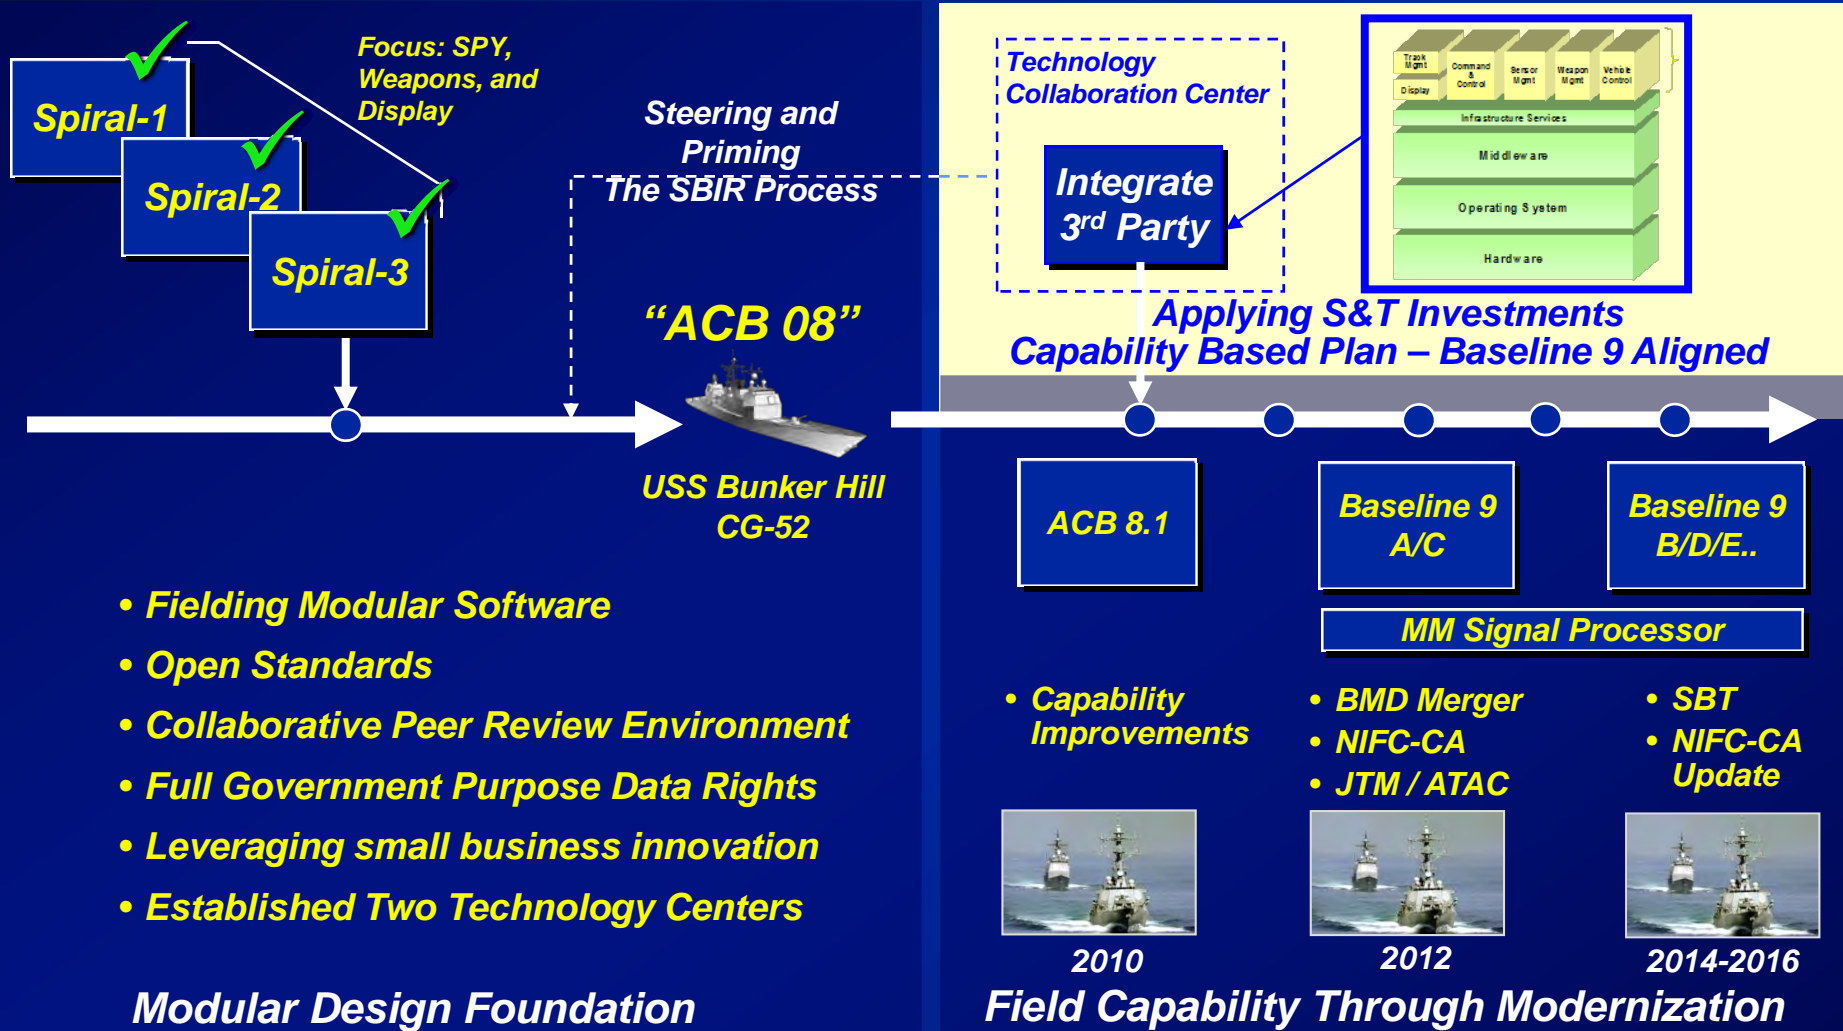 Spiral-1
Spiral-2
Spiral-3
Focus: SPY,
Weapons, and
Display
Steering and
Priming
The SBIR Process
“ACB 08”
USS Bunker Hill
CG-52
• Fielding Modular Software
• Open Standards
• Collaborative Peer Review Environment
• Full Government Purpose Data Rights
• Leveraging small business innovation
• Established Two Technology Centers
Modular Design Foundation
Technology
Collaboration Center
Integrate
3rd Party
Track
Mgmt
Display
Command
&
Control
Sensor
Mgmt
Weapon
Mgmt
Vehicle
Control
Infrastructure Services
Middleware
Operating System
Hardware
Applying S&T Investments
Capability Based Plan – Baseline 9 Aligned
ACB 8.1
Baseline 9
A/C
Baseline 9
B/D/E..
MM Signal Processor
• Capability
Improvements
• BMD Merger
• NIFC-CA
• JTM / ATAC
• SBT
• NIFC-CA
Update
2010
2012
2014-2016
Field Capability Through Modernization